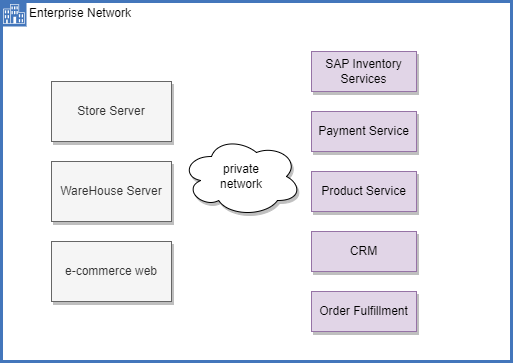 Enterprise Network
Store Server
WareHouse Server
e-commerce web
private
network
SAP Inventory
Services
Payment Service
Product Service
CRM
Order Fulfillment